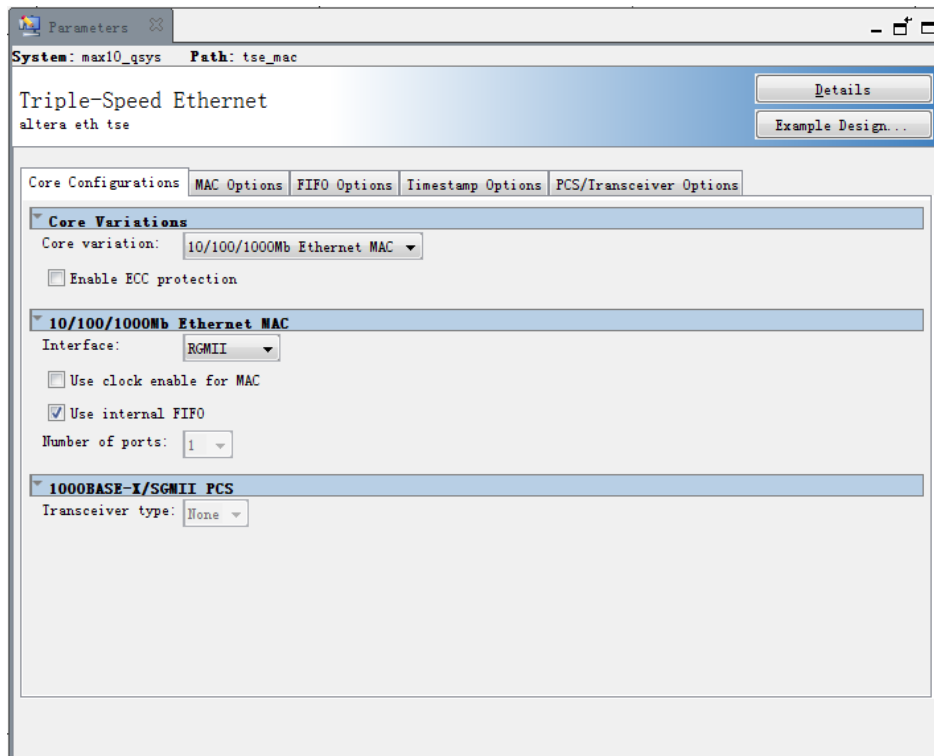 Parameters
System: max10_qsys Path: tse_mac
Triple-Speed Ethernet
altera eth tse
Details
Example Design...
Core Configurations MAC Options FIFO Options Timestamp Options PCS/Transceiver Options
Core Variations
Core variation: 10/100/1000Mb Ethernet MAC
Enable ECC protection
10/100/1000Mb Ethernet MAC
Interface: RGMII
Use clock enable for MAC
Use internal FIFO
Number of ports: 1
1000BASE-X/SGMII PCS
Transceiver type: None